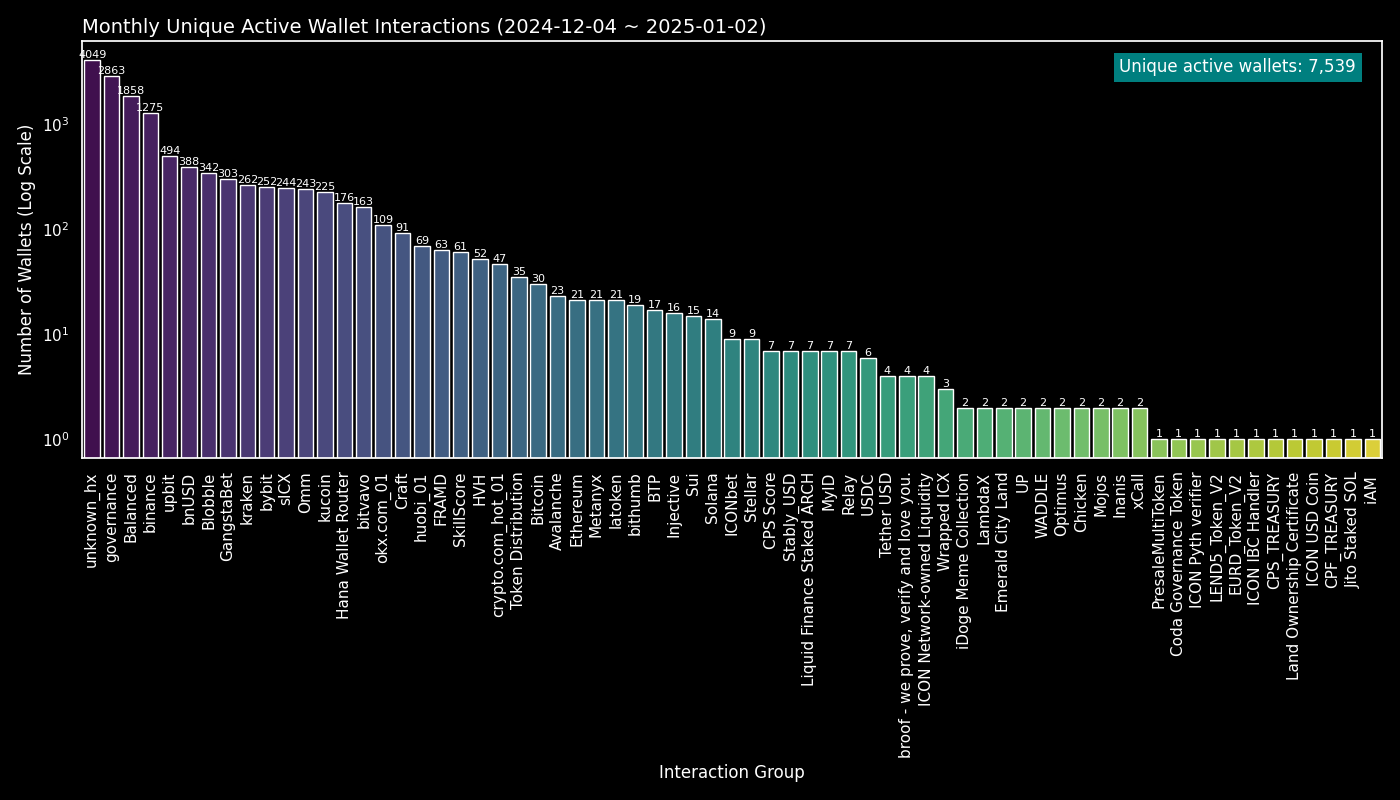 Monthly Unique Active Wallet Interactions (2024-12-04 ~ 2025-01-02)
Unique active wallets: 7,539
Number of Wallets (Log Scale)
10³
10²
10¹
10⁰
4049
2863
1858
1275
494
388
342
303
262
252
244
243
225
176
163
109
91
69
63
61
52
47
35
30
23
21
21
21
19
17
16
15
14
9
9
7
7
7
7
7
6
4
4
4
3
2
2
2
2
2
2
2
2
2
2
1
1
1
1
1
1
1
1
1
1
1
1
unknown_hx
governance
Balanced
binance
upbit
bnUSD
Blobble
GangstaBet
kraken
bybit
sICX
Omm
kucoin
Hana Wallet Router
bitvavo
okx.com_01
Craft
huobi_01
FRAMD
SkillScore
HVH
crypto.com_hot_01
Token Distribution
Bitcoin
Avalanche
Ethereum
Metanyx
latoken
bithumb
BTP
Injective
Sui
Solana
ICONbet
Stellar
CPS Score
Stably_USD
Liquid Finance Staked ARCH
MyID
Relay
USDC
Tether USD
broof - we prove, verify and love you.
ICON Network-owned Liquidity
Wrapped ICX
iDoge Meme Collection
LambdaX
Emerald City Land
UP
WADDLE
Optimus
Chicken
Mojos
Inanis
xCall
PresaleMultiToken
Coda Governance Token
ICON Pyth verifier
LEND5_Token_V2
EURD_Token_V2
ICON IBC Handler
CPS_TREASURY
Land Ownership Certificate
ICON USD Coin
CPF_TREASURY
Jito Staked SOL
iAM
Interaction Group